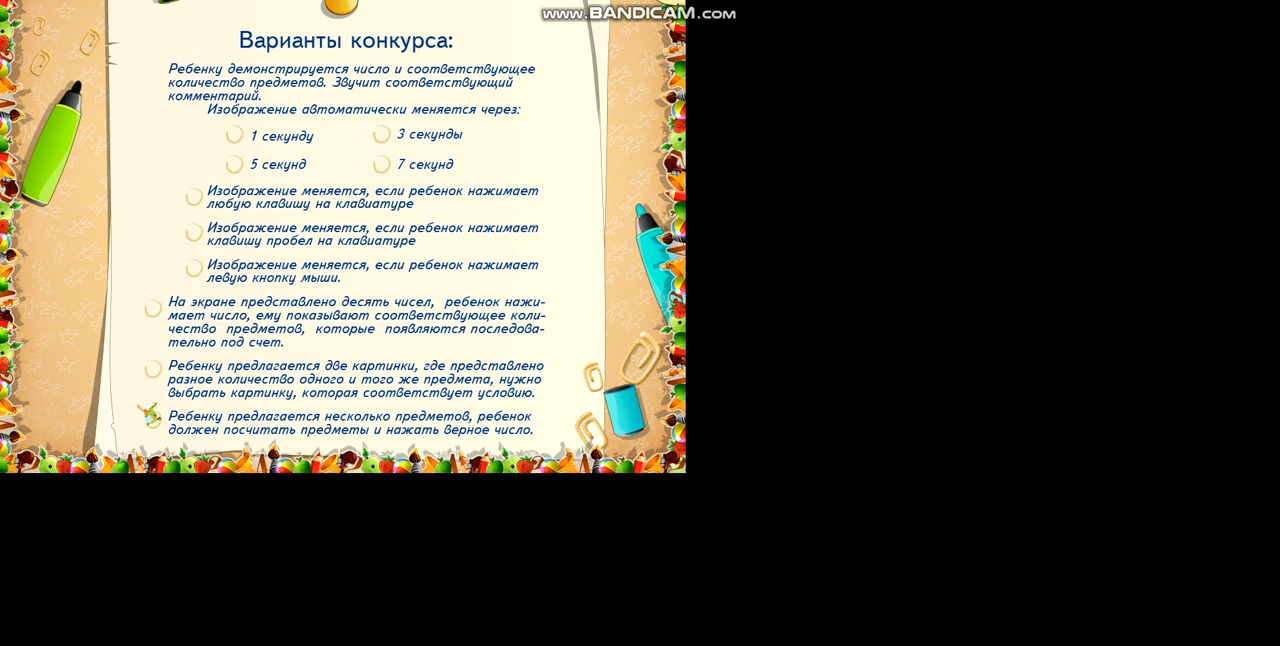 www.BANDICAM.com
Варианты конкурса:
Ребенку демонстрируется число и соответствующее
количество предметов. Звучит соответствующий
комментарий.
Изображение автоматически меняется через:
1 секунду
3 секунды
5 секунд
7 секунд
Изображение меняется, если ребенок нажимает
любую клавишу на клавиатуре
Изображение меняется, если ребенок нажимает
клавишу пробел на клавиатуре
Изображение меняется, если ребенок нажимает
левую кнопку мыши.
На экране представлено десять чисел, ребенок нажи-
мает число, ему показывают соответствующее коли-
чество предметов, которые появляются последова-
тельно под счет.
Ребенку предлагается две картинки, где представлено
разное количество одного и того же предмета, нужно
выбрать картинку, которая соответствует условию.
Ребенку предлагается несколько предметов, ребенок
должен посчитать предметы и нажать верное число.